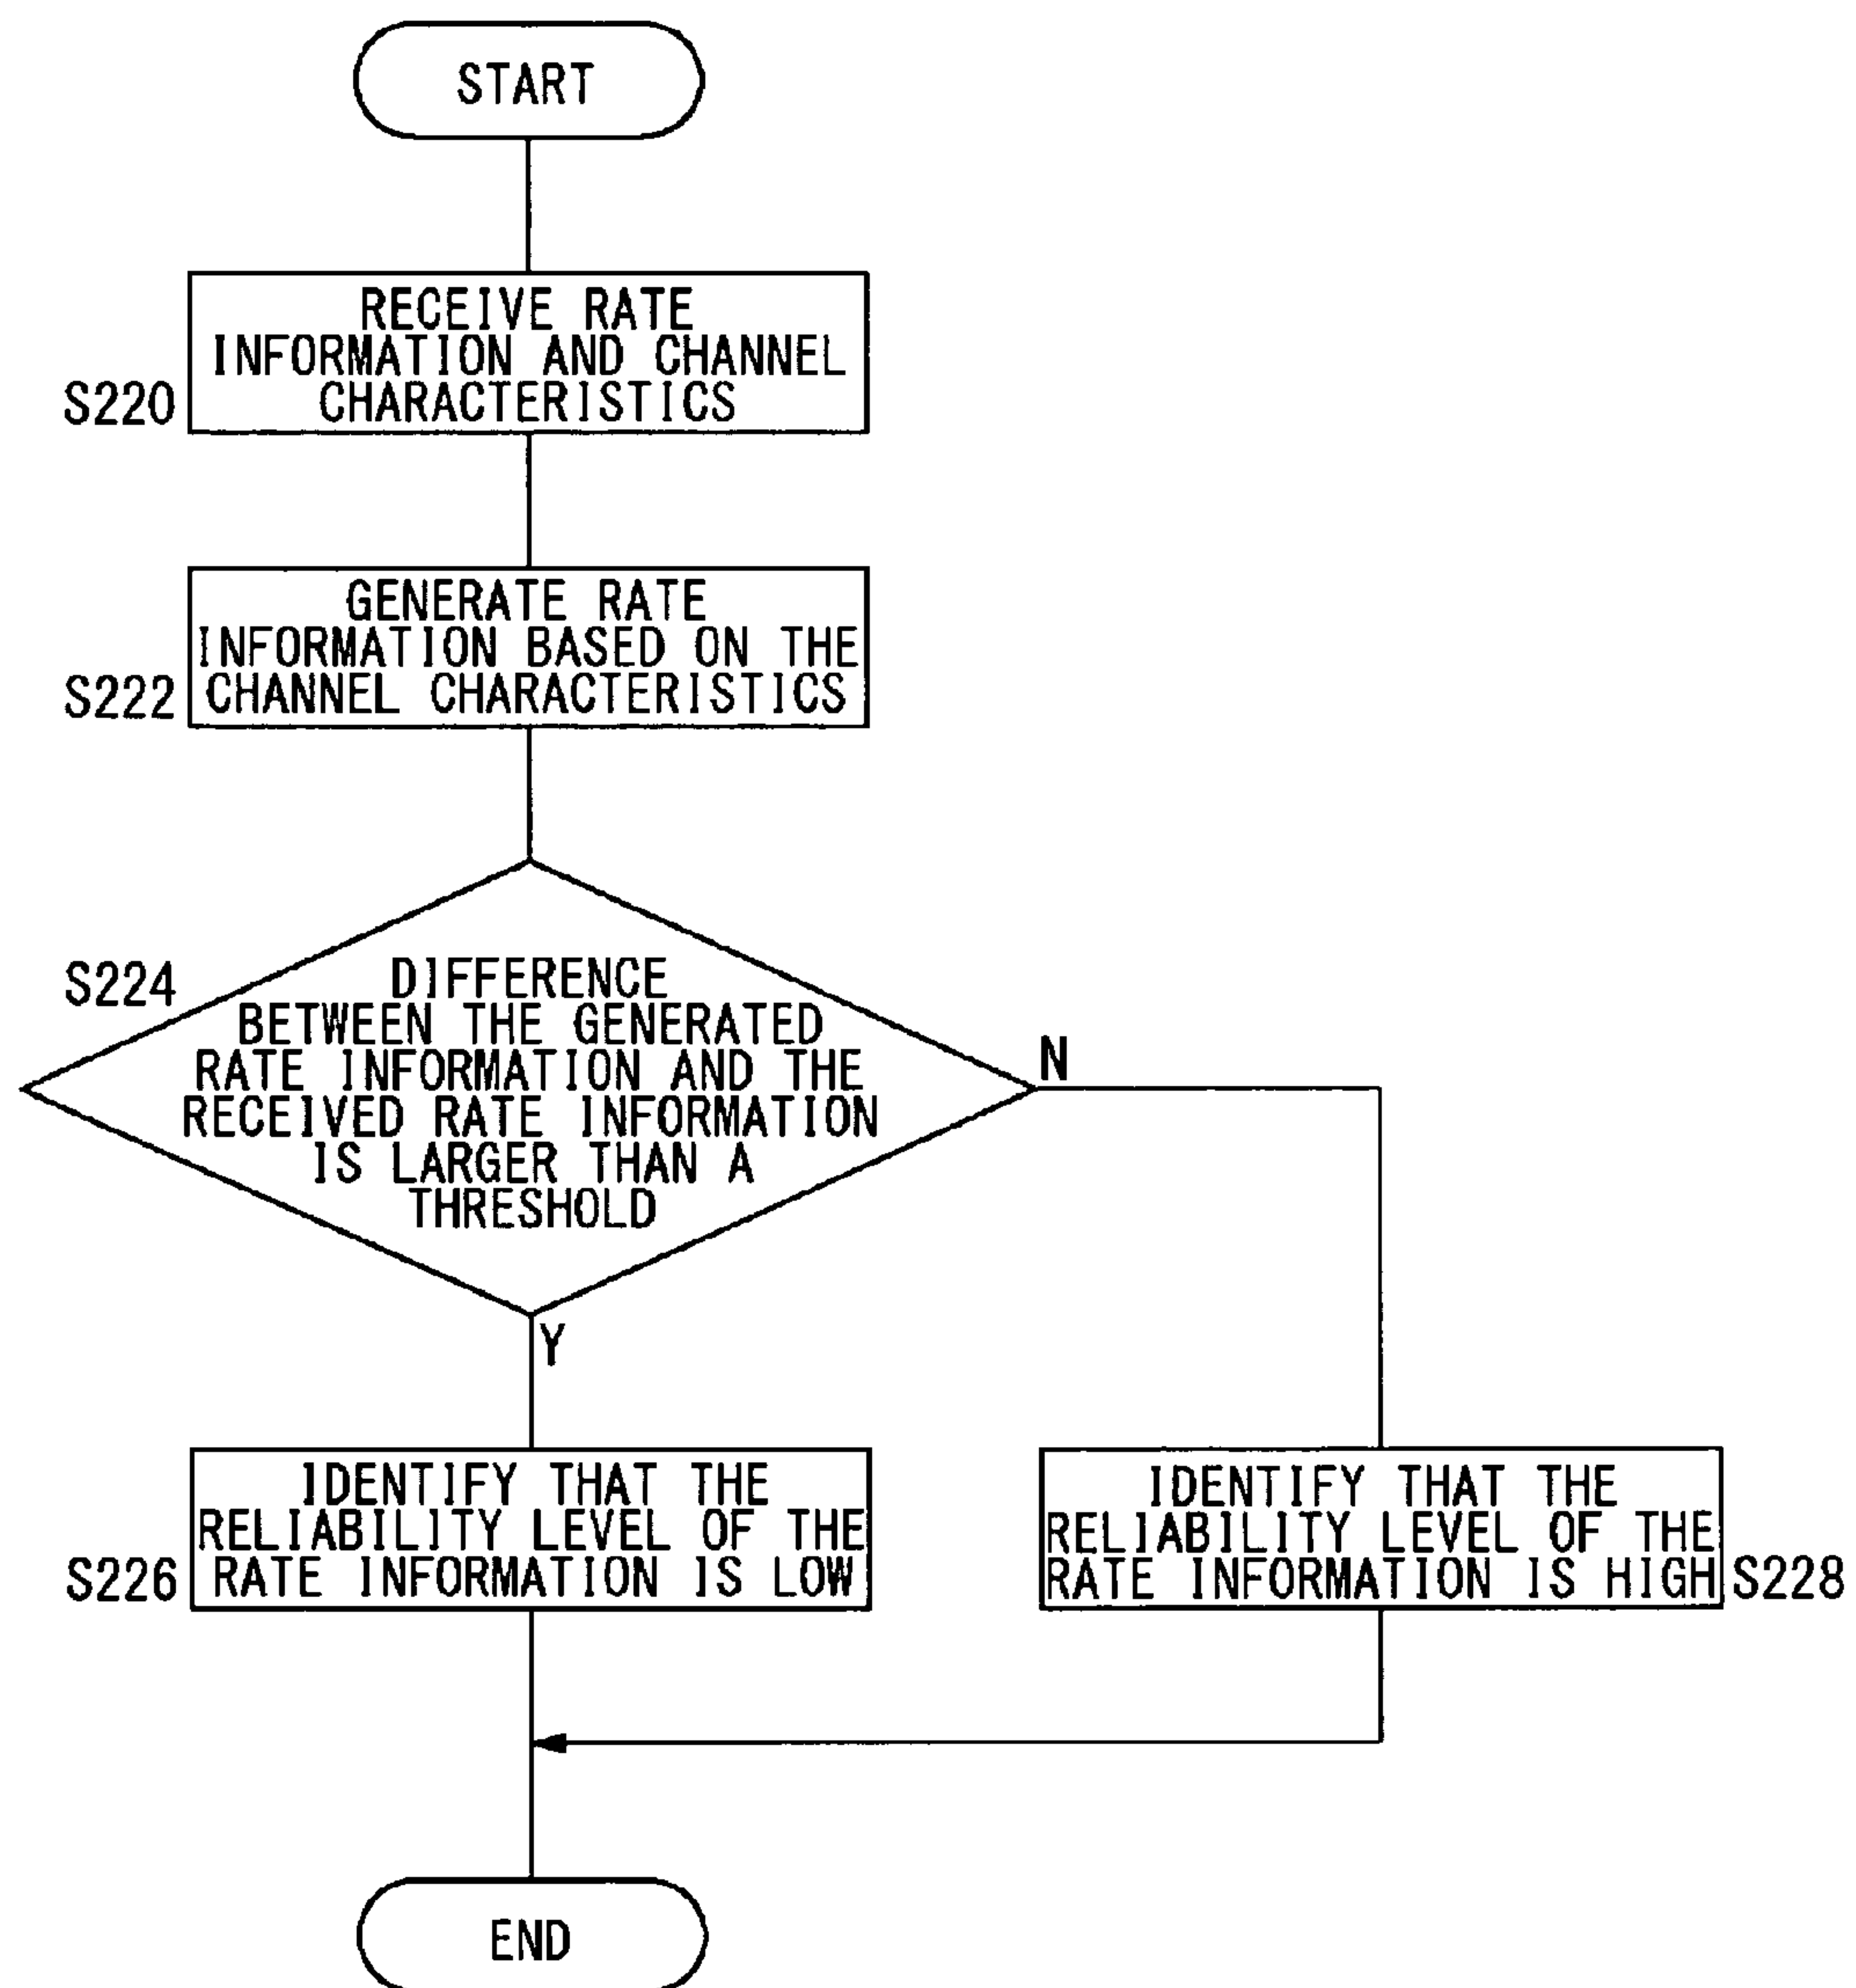 START
RECEIVE RATE
INFORMATION AND CHANNEL
CHARACTERISTICS
S220
GENERATE RATE
INFORMATION BASED ON THE
CHANNEL CHARACTERISTICS
S222
S224
DIFFERENCE
BETWEEN THE GENERATED
RATE INFORMATION AND THE
RECEIVED RATE INFORMATION
IS LARGER THAN A
THRESHOLD
N
Y
IDENTIFY THAT THE
RELIABILITY LEVEL OF THE
RATE INFORMATION IS LOW
S226
IDENTIFY THAT THE
RELIABILITY LEVEL OF THE
RATE INFORMATION IS HIGH
S228
END